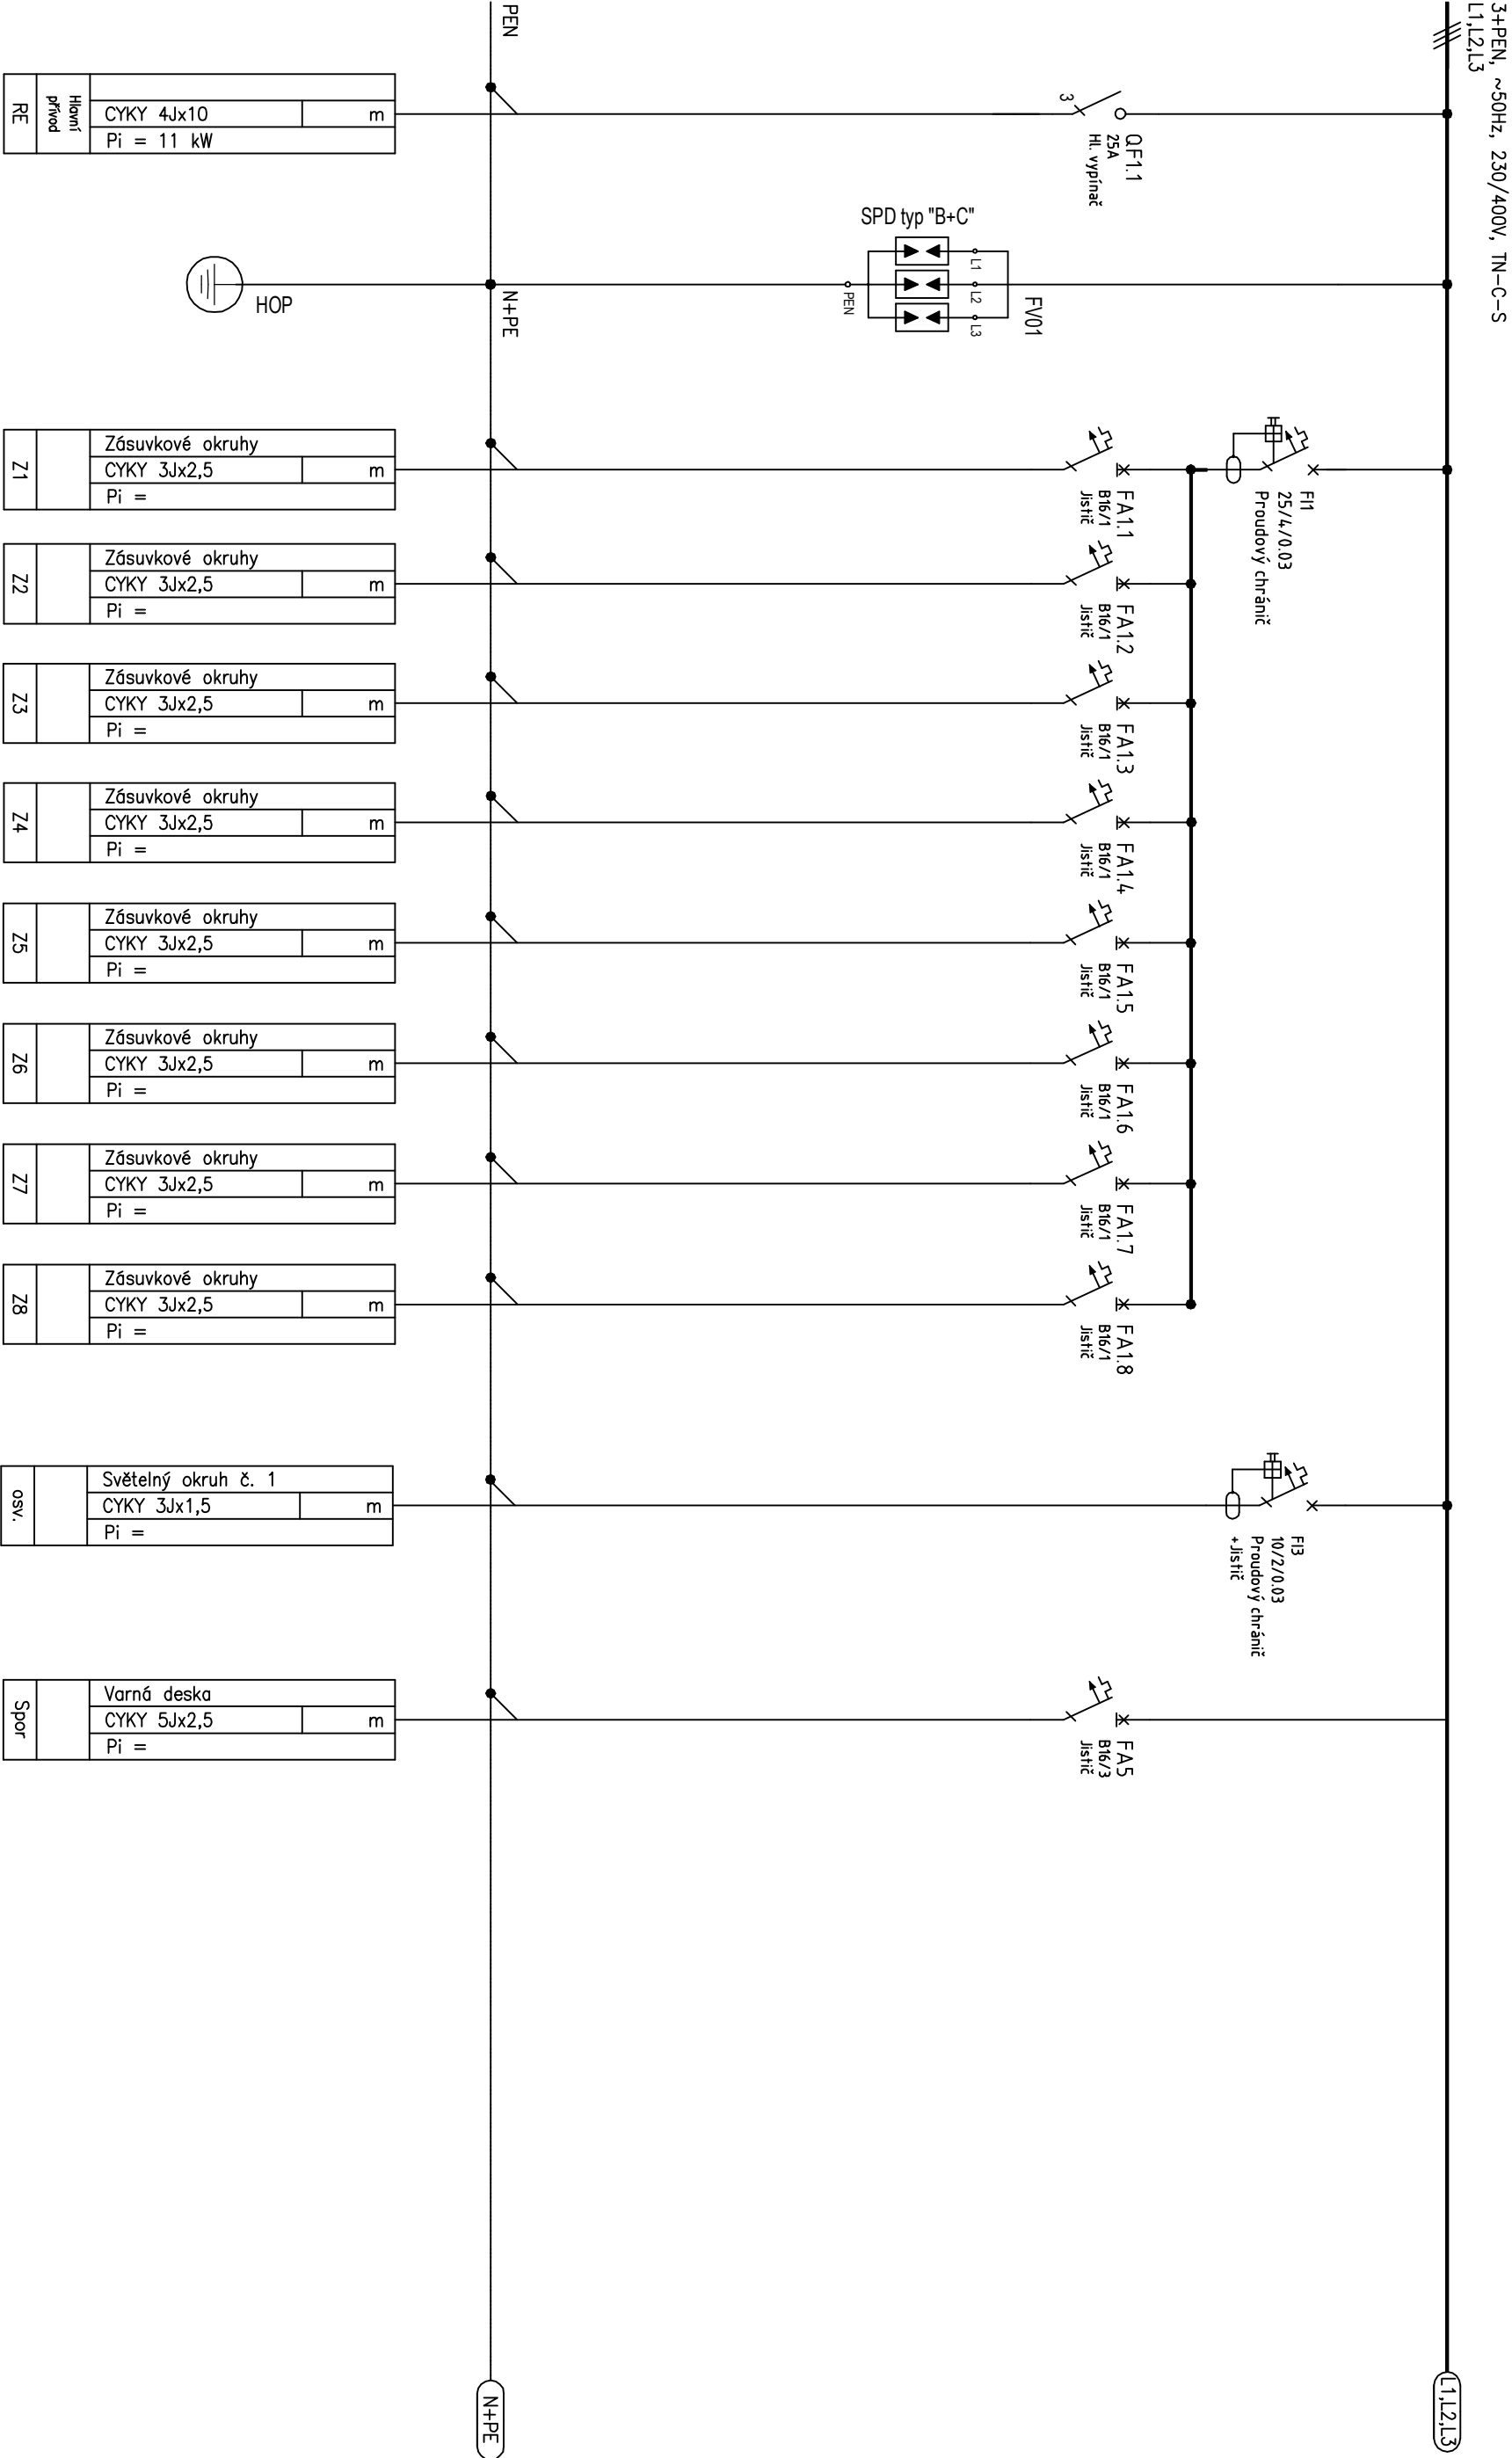 3+PEN, ~50Hz, 230/400V, TN-C-S
L1,L2,L3
PEN
Hlavní
přívod
RE
CYKY 4Jx10
m
Pi = 11 kW
QF1.1
25A
Hl. vypínač
3
SPD typ "B+C"
L1
L2
L3
PEN
FV01
HOP
N+PE
FI1
25/4/0.03
Proudový chránič
Z1
Zásuvkové okruhy
CYKY 3Jx2,5
m
Pi =
FA1.1
B16/1
Jistič
Z2
Zásuvkové okruhy
CYKY 3Jx2,5
m
Pi =
FA1.2
B16/1
Jistič
Z3
Zásuvkové okruhy
CYKY 3Jx2,5
m
Pi =
FA1.3
B16/1
Jistič
Z4
Zásuvkové okruhy
CYKY 3Jx2,5
m
Pi =
FA1.4
B16/1
Jistič
Z5
Zásuvkové okruhy
CYKY 3Jx2,5
m
Pi =
FA1.5
B16/1
Jistič
Z6
Zásuvkové okruhy
CYKY 3Jx2,5
m
Pi =
FA1.6
B16/1
Jistič
Z7
Zásuvkové okruhy
CYKY 3Jx2,5
m
Pi =
FA1.7
B16/1
Jistič
Z8
Zásuvkové okruhy
CYKY 3Jx2,5
m
Pi =
FA1.8
B16/1
Jistič
osv.
Světelný okruh č. 1
CYKY 3Jx1,5
m
Pi =
FI3
10/2/0.03
Proudový chránič
+Jistič
Spor
Varná deska
CYKY 5Jx2,5
m
Pi =
FA5
B16/3
Jistič
N+PE
L1,L2,L3